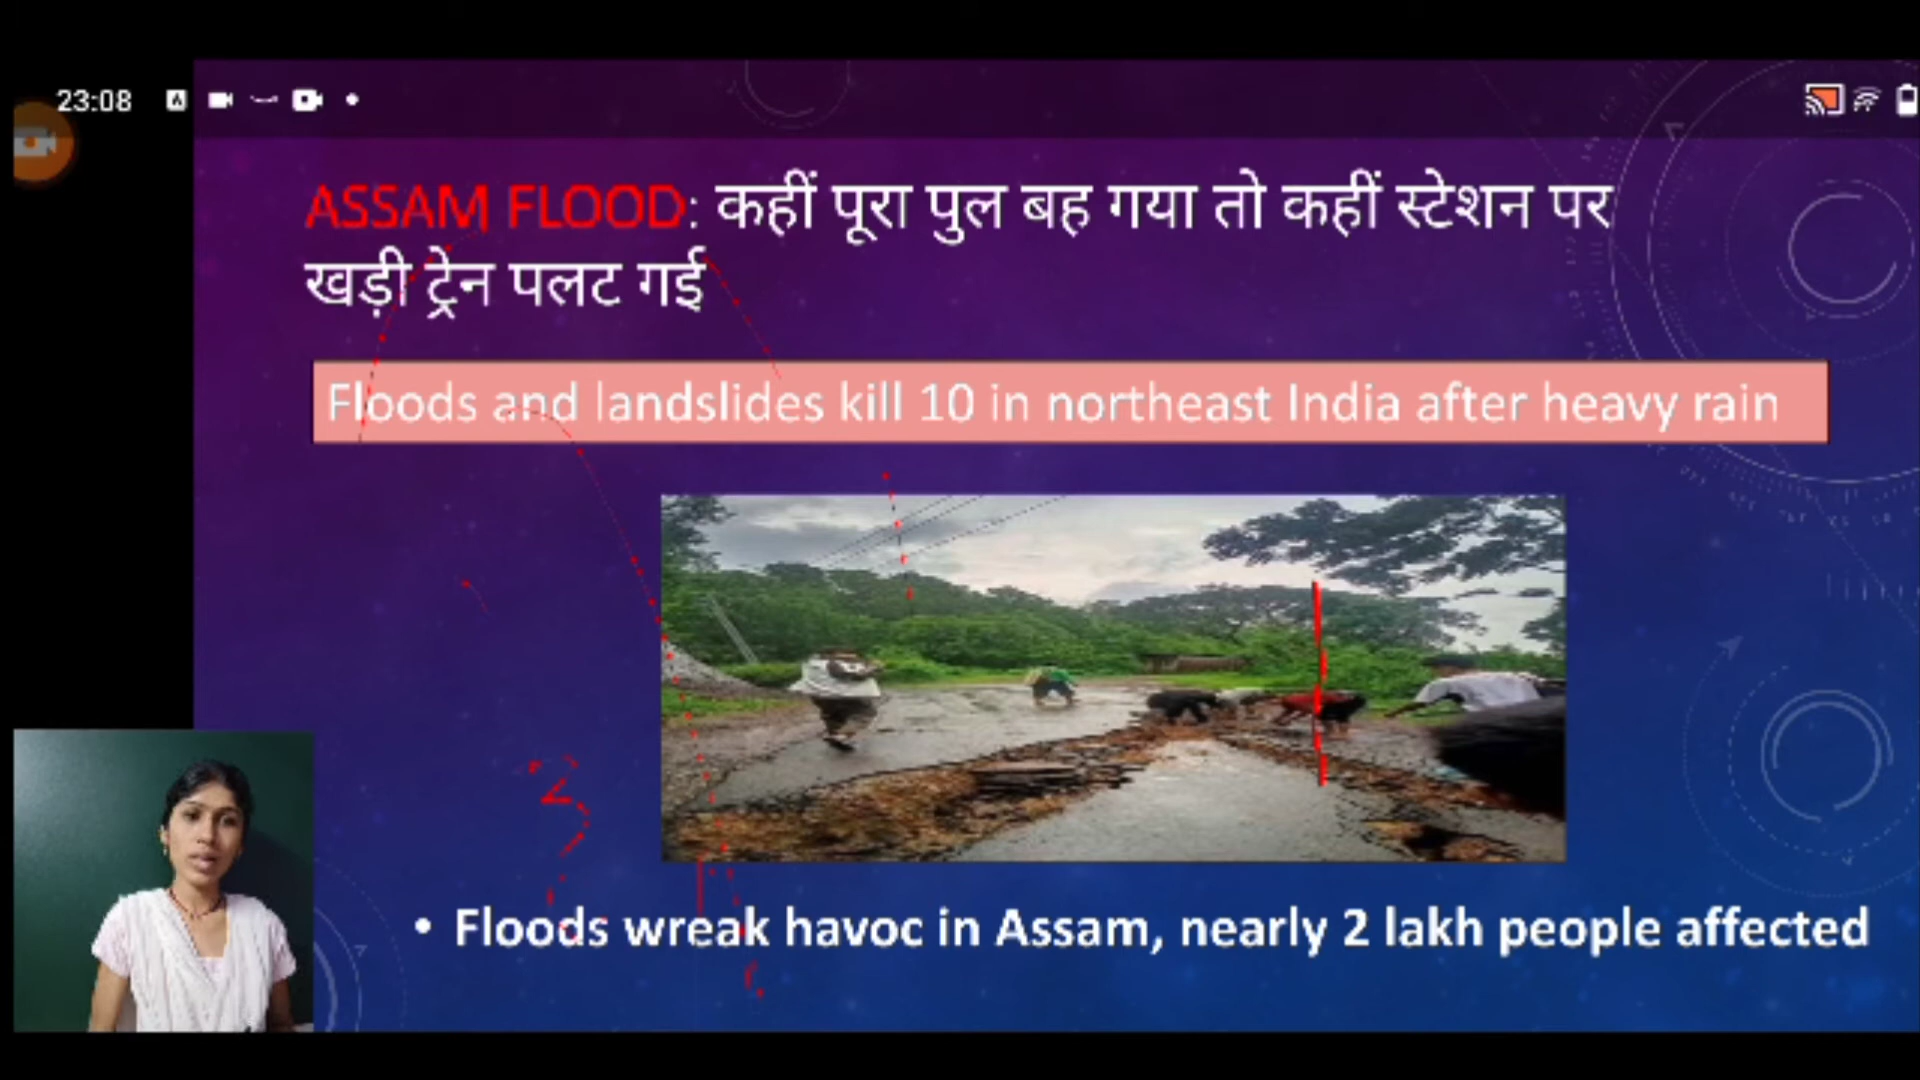 23:08
ASSAM FLOOD: कहीं पूरा पुल बह गया तो कहीं स्टेशन पर
खड़ी ट्रेन पलट गई
Floods and landslides kill 10 in northeast India after heavy rain
• Floods wreak havoc in Assam, nearly 2 lakh people affected